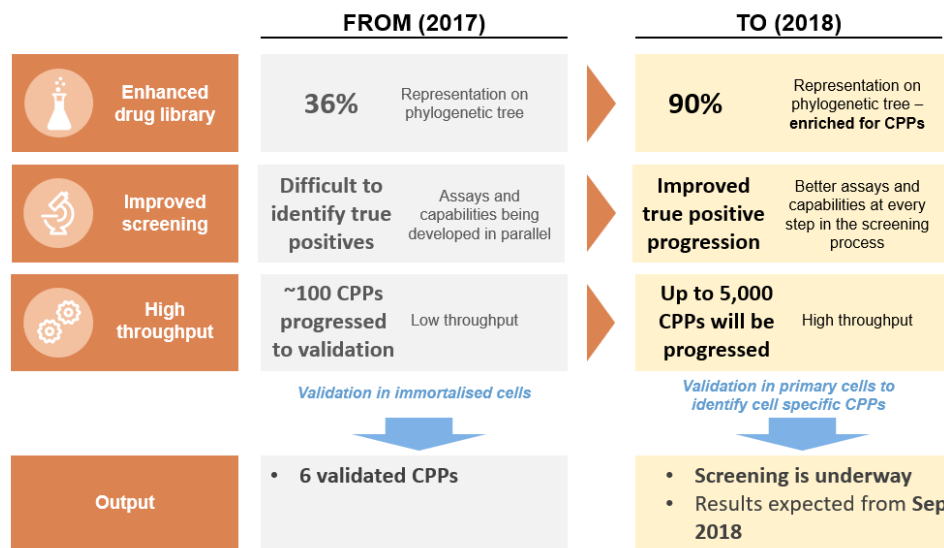 FROM (2017)
TO (2018)
Enhanced
drug library
36%
Representation on
phylogenetic tree
90%
Representation on
phylogenetic tree –
enriched for CPPs
Improved
screening
Difficult to
identify true
positives
Assays and
capabilities being
developed in parallel
Improved
true positive
progression
Better assays and
capabilities at every
step in the screening
process
High
throughput
~100 CPPs
progressed
to validation
Low throughput
Up to 5,000
CPPs will be
progressed
High throughput
Validation in immortalised cells
Validation in primary cells to
identify cell specific CPPs
Output
• 6 validated CPPs
• Screening is underway
• Results expected from Sep
2018